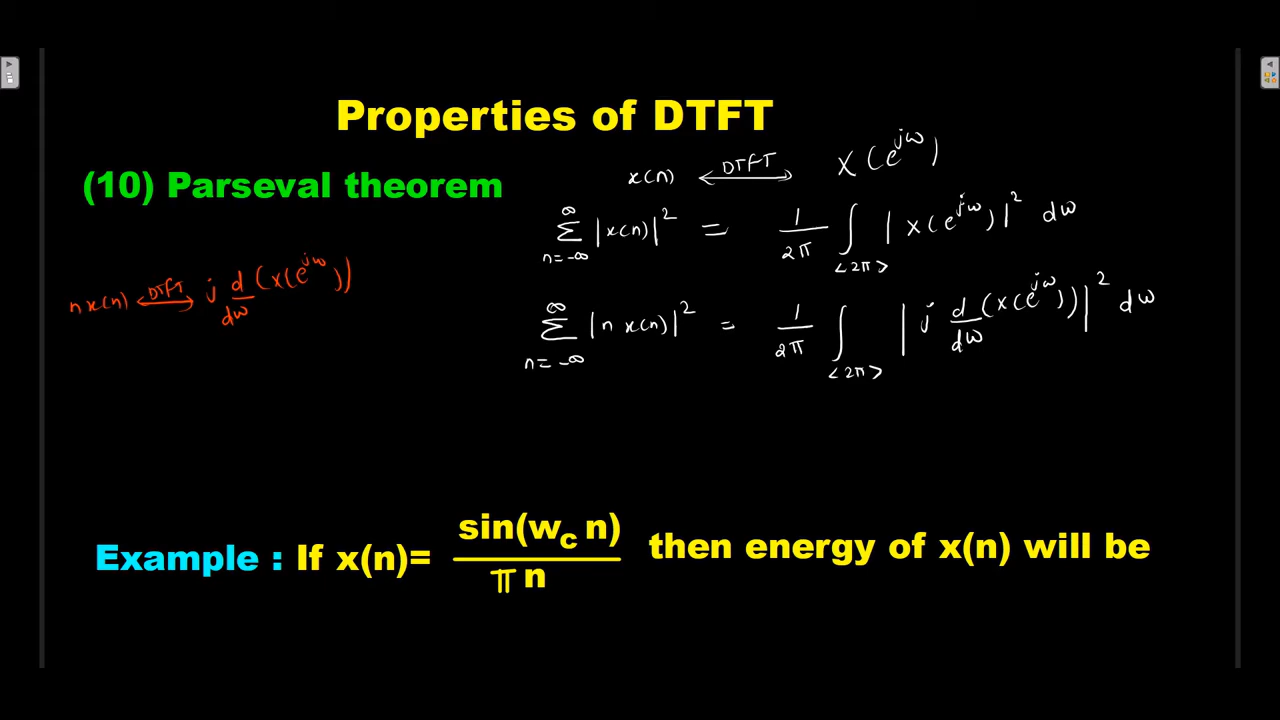 Properties of DTFT
(10) Parseval theorem
x(n) ⟷ DTFT X(e^{jω})
∑_{n=-∞}^{∞} |x(n)|^2 = 1/2π ∫_{<2π>} |X(e^{jω})|^2 dω
n x(n) ⟷ DTFT j d/dω (X(e^{jω}))
∑_{n=-∞}^{∞} |n x(n)|^2 = 1/2π ∫_{<2π>} |j d/dω (X(e^{jω}))|^2 dω
Example : If x(n)= sin(w_c n)/πn then energy of x(n) will be